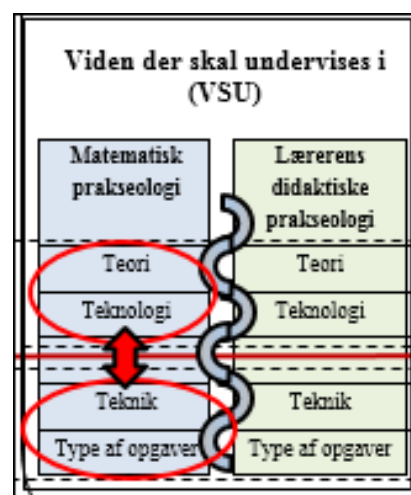 Viden der skal undervises i
(VSU)
Matematisk
prakseologi
Teori
Teknologi
Teknik
Type af opgaver
Lærerens
didaktiske
prakseologi
Teori
Teknologi
Teknik
Type af opgaver